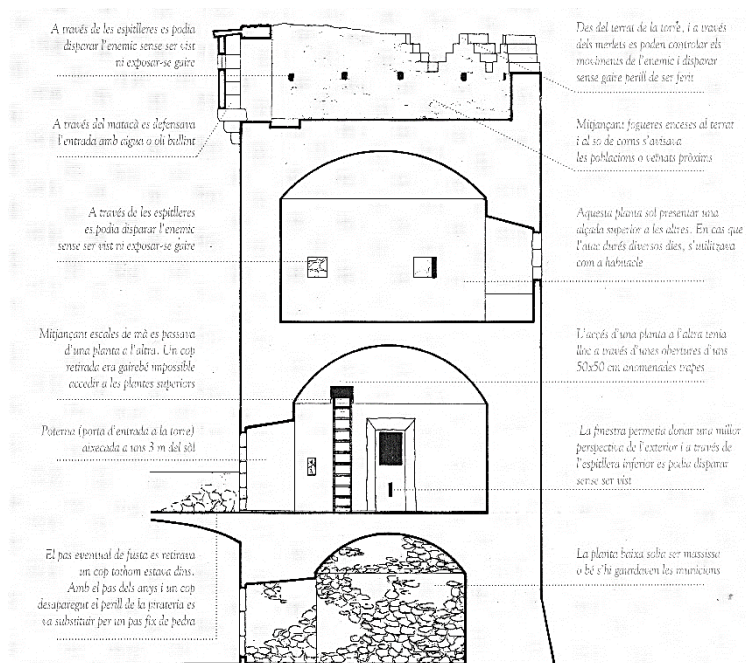 A través de les espitlleres es podia
disparar l'enemic sense ser vist
ni exposar-se gaire
A través del matacà es defensava
l'entrada amb aigua o oli bullint
A través de les espitlleres
es podia disparar l'enemic
sense ser vist ni exposar-se gaire
Mitjançant escales de mà es passava
d'una planta a l'altra. Un cop
retirada era gairebé impossible
accedir a les plantes superiors
Poterna (porta d'entrada a la torre)
aixecada a uns 3 m del sòl
El pas eventual de fusta es retirava
un cop tothom estava dins.
Amb el pas dels anys i un cop
desaparegut el perill de la pirateria es
va substituir per un pas fix de pedra
Des del terrat de la torre, i a través
dels merlets es poden controlar els
moviments de l'enemic i disparar
sense gaire perill de ser ferit
Mitjançant fogueres enceses al terrat
i al so de corns s'avisava
les poblacions o veïnats pròxims
Aquesta planta sol presentar una
alçada superior a les altres. En cas que
l'atac durés diversos dies, s'utilitzava
com a habitacle
L'accés d'una planta a l'altra tenia
lloc a través d'unes obertures d'uns
50x50 cm anomenades trapes
La finestra permetia donar una millor
perspectiva de l'exterior i a través de
l'espitllera inferior es podia disparar
sense ser vist
La planta baixa solia ser massissa
o bé s'hi guardaven les municions